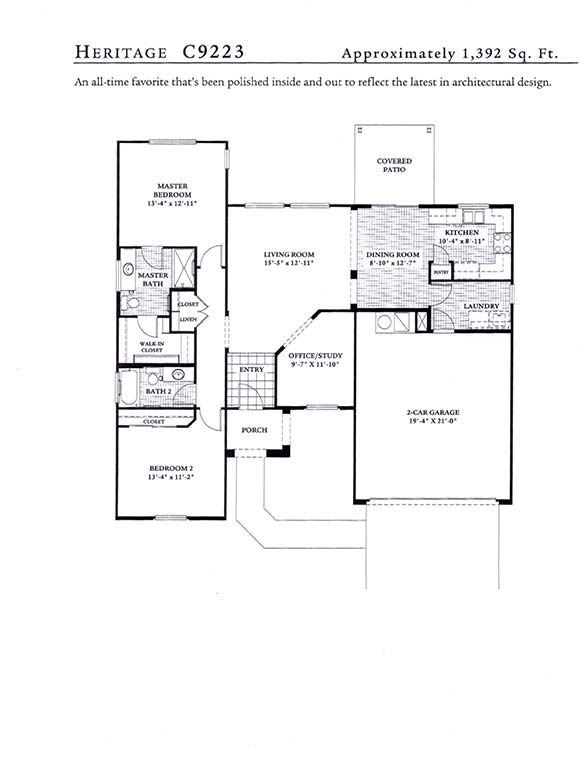 HERITAGE C9223
Approximately 1,392 Sq. Ft.
An all-time favorite that's been polished inside and out to reflect the latest in architectural design.
COVERED
PATIO
MASTER
BEDROOM
13'-4" x 12'-11"
KITCHEN
10'-4" x 8'-11"
LIVING ROOM
15'-5" x 12'-11"
DINING ROOM
8'-10" x 12'-7"
PANTRY
MASTER
BATH
CLOSET
LINEN
LAUNDRY
WALK-IN
CLOSET
OFFICE/STUDY
9'-7" X 11'-10"
ENTRY
BATH 2
CLOSET
2-CAR GARAGE
19'-4" X 21'-0"
PORCH
BEDROOM 2
13'-4" x 11'-2"